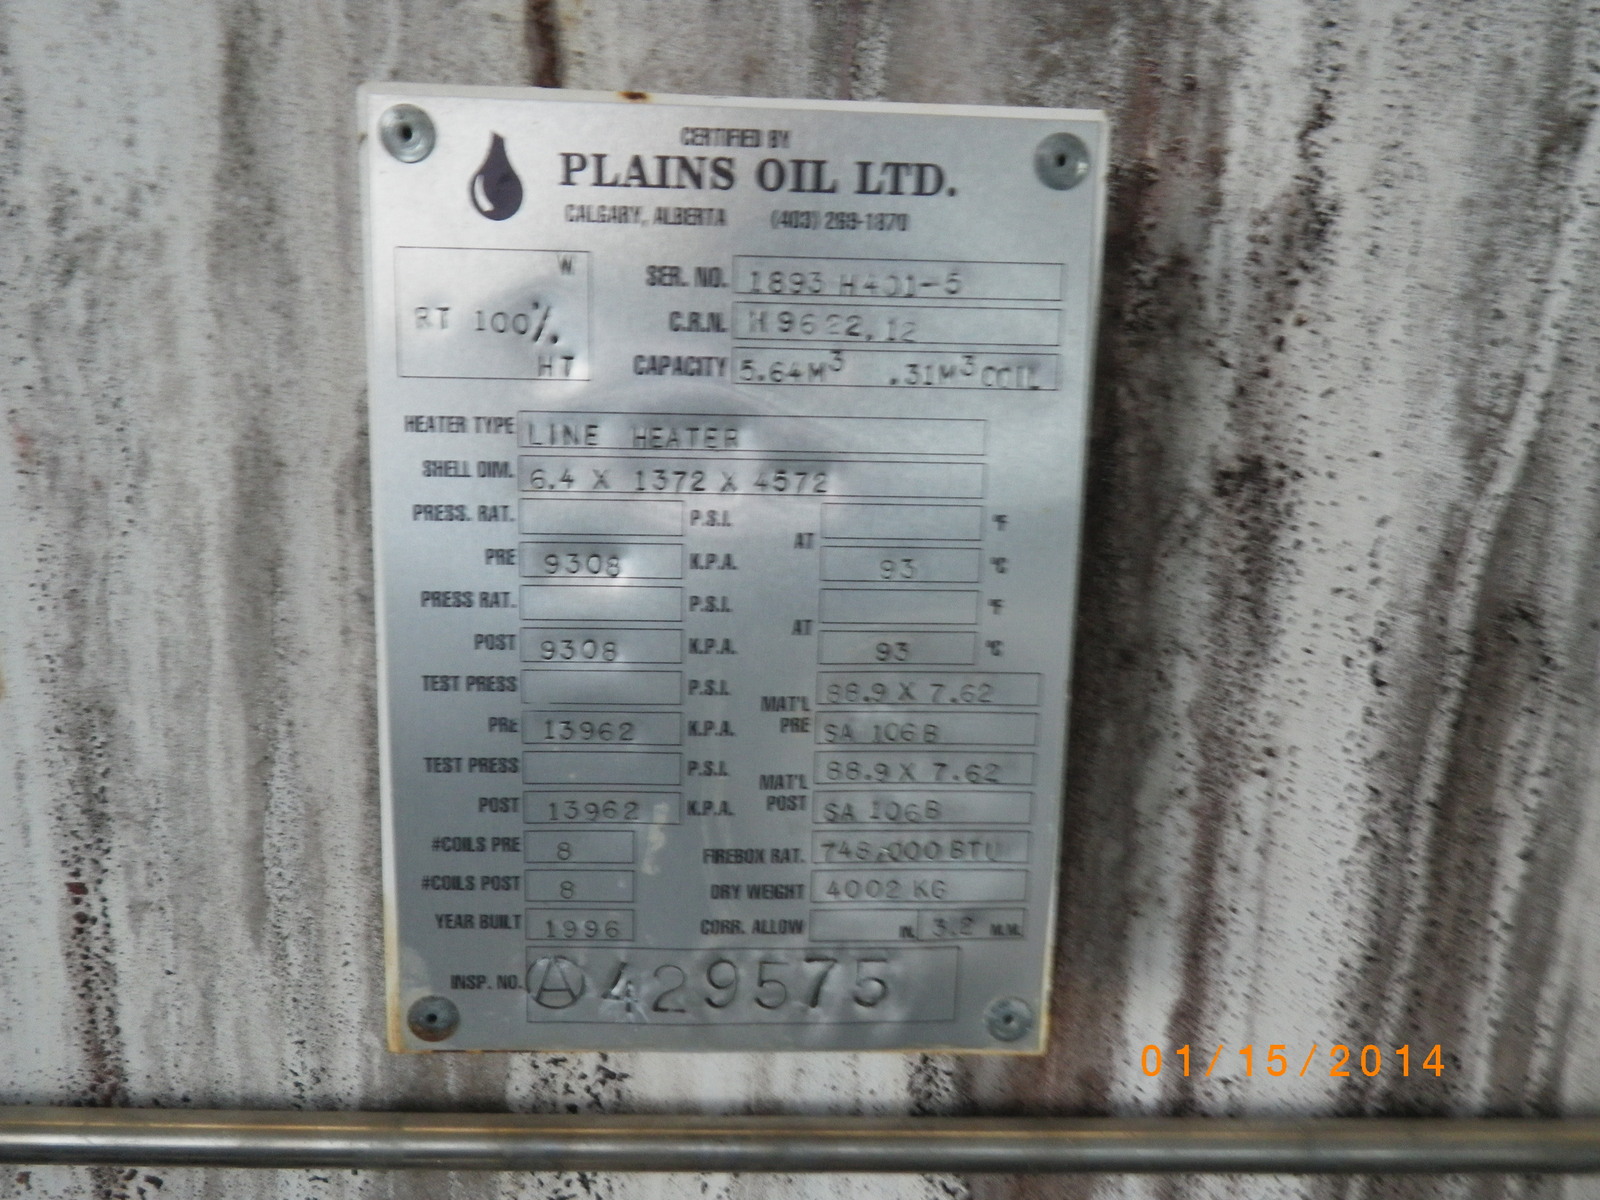 CERTIFIED BY
PLAINS OIL LTD.
CALGARY, ALBERTA
W
RT 100%
HT
SER. NO. 1893 H401-5
C.R.N. H9622.12
CAPACITY 5.64M³ .31M³ COIL
HEATER TYPE LINE HEATER
SHELL DIM. 6.4 X 1372 X 4572
PRESS. RAT. P.S.I. °F
AT
PRE 9308 K.P.A. 93 °C
PRESS RAT. P.S.I. °F
AT
POST 9308 K.P.A. 93 °C
TEST PRESS P.S.I. 88.9 X 7.62
MAT'L
PRE 13962 K.P.A. PRE SA 106B
TEST PRESS P.S.I. 88.9 X 7.62
MAT'L
POST 13962 K.P.A. POST SA 106B
#COILS PRE 8 FIREBOX RAT. 748,000 BTU
#COILS POST 8 DRY WEIGHT 4002 KG
YEAR BUILT 1996 CORR. ALLOW IN. 3.2 M.M.
INSP. NO. A 429575
01/15/2014